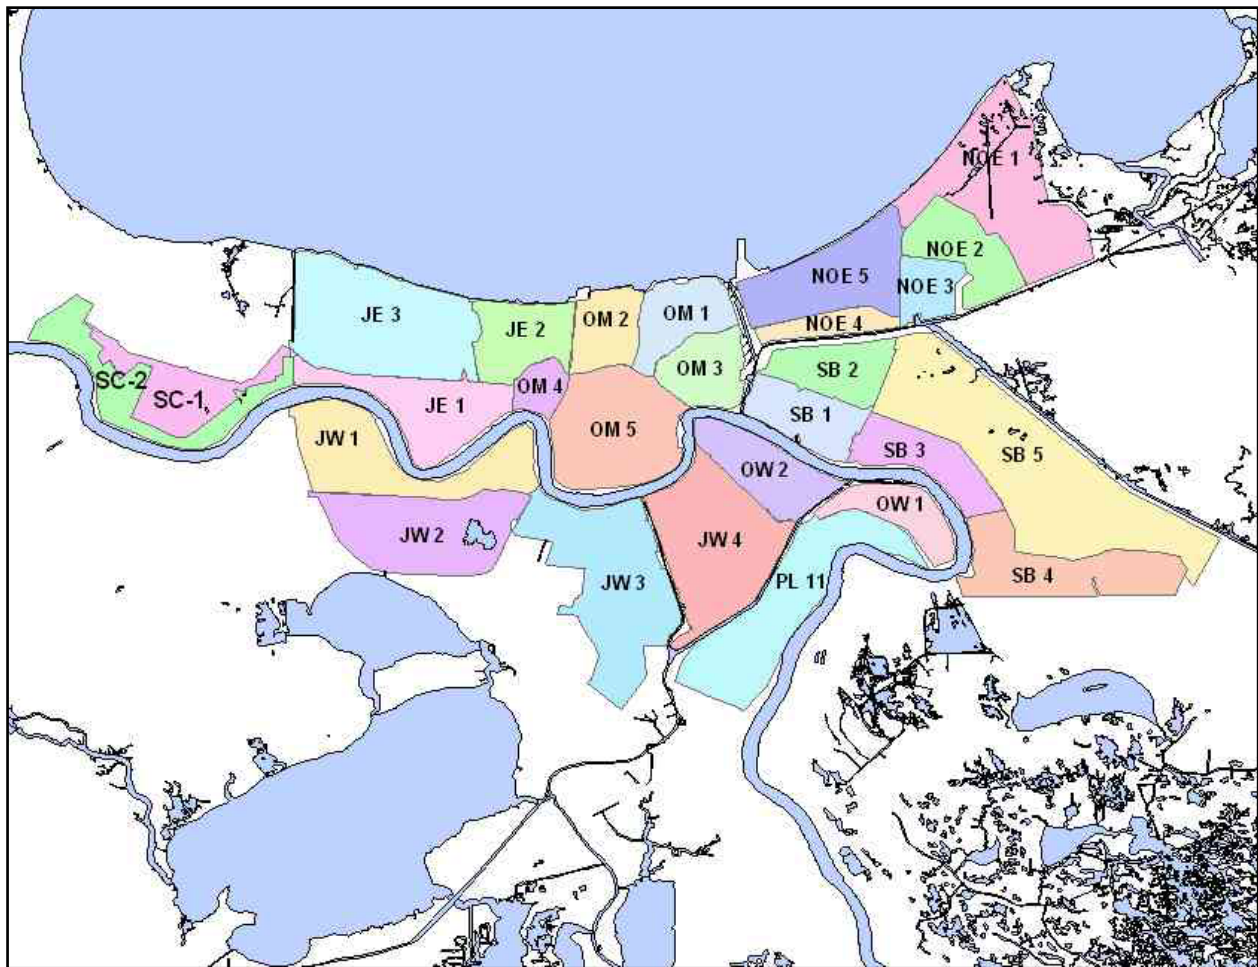 NOE 1
NOE 2
NOE 5
NOE 3
OM 1
JE 3
OM 2
NOE 4
JE 2
OM 3
SB 2
SC-2
OM 4
SC-1
JE 1
SB 1
OM 5
JW 1
SB 3
SB 5
OW 2
OW 1
JW 2
JW 4
JW 3
PL 11
SB 4